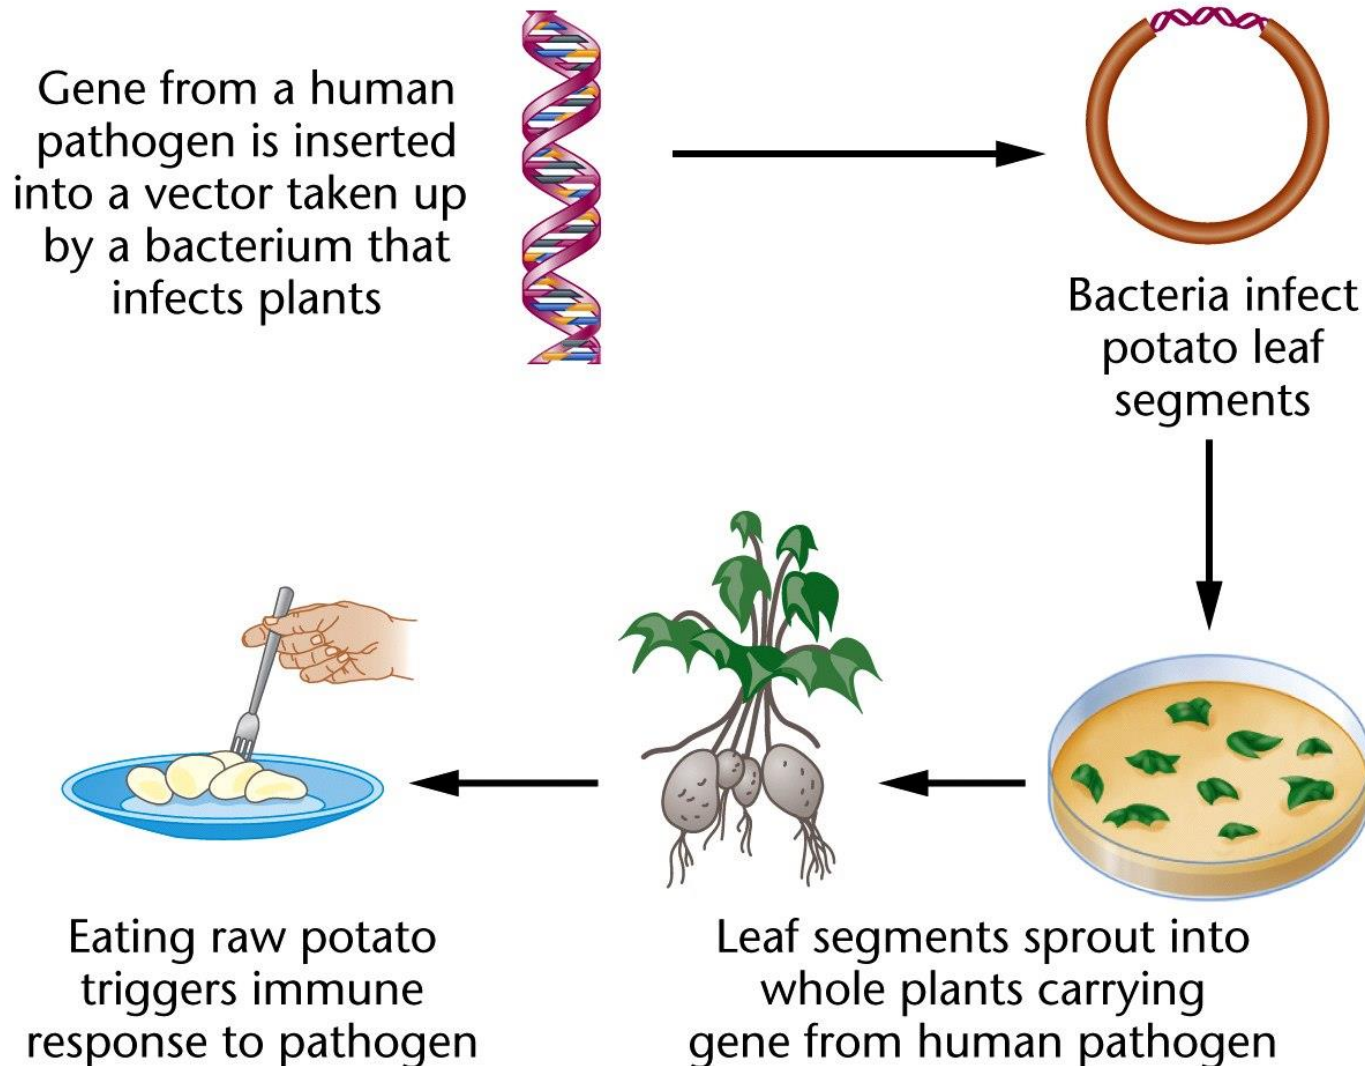 Gene from a human
pathogen is inserted
into a vector taken up
by a bacterium that
infects plants
Bacteria infect
potato leaf
segments
Leaf segments sprout into
whole plants carrying
gene from human pathogen
Eating raw potato
triggers immune
response to pathogen